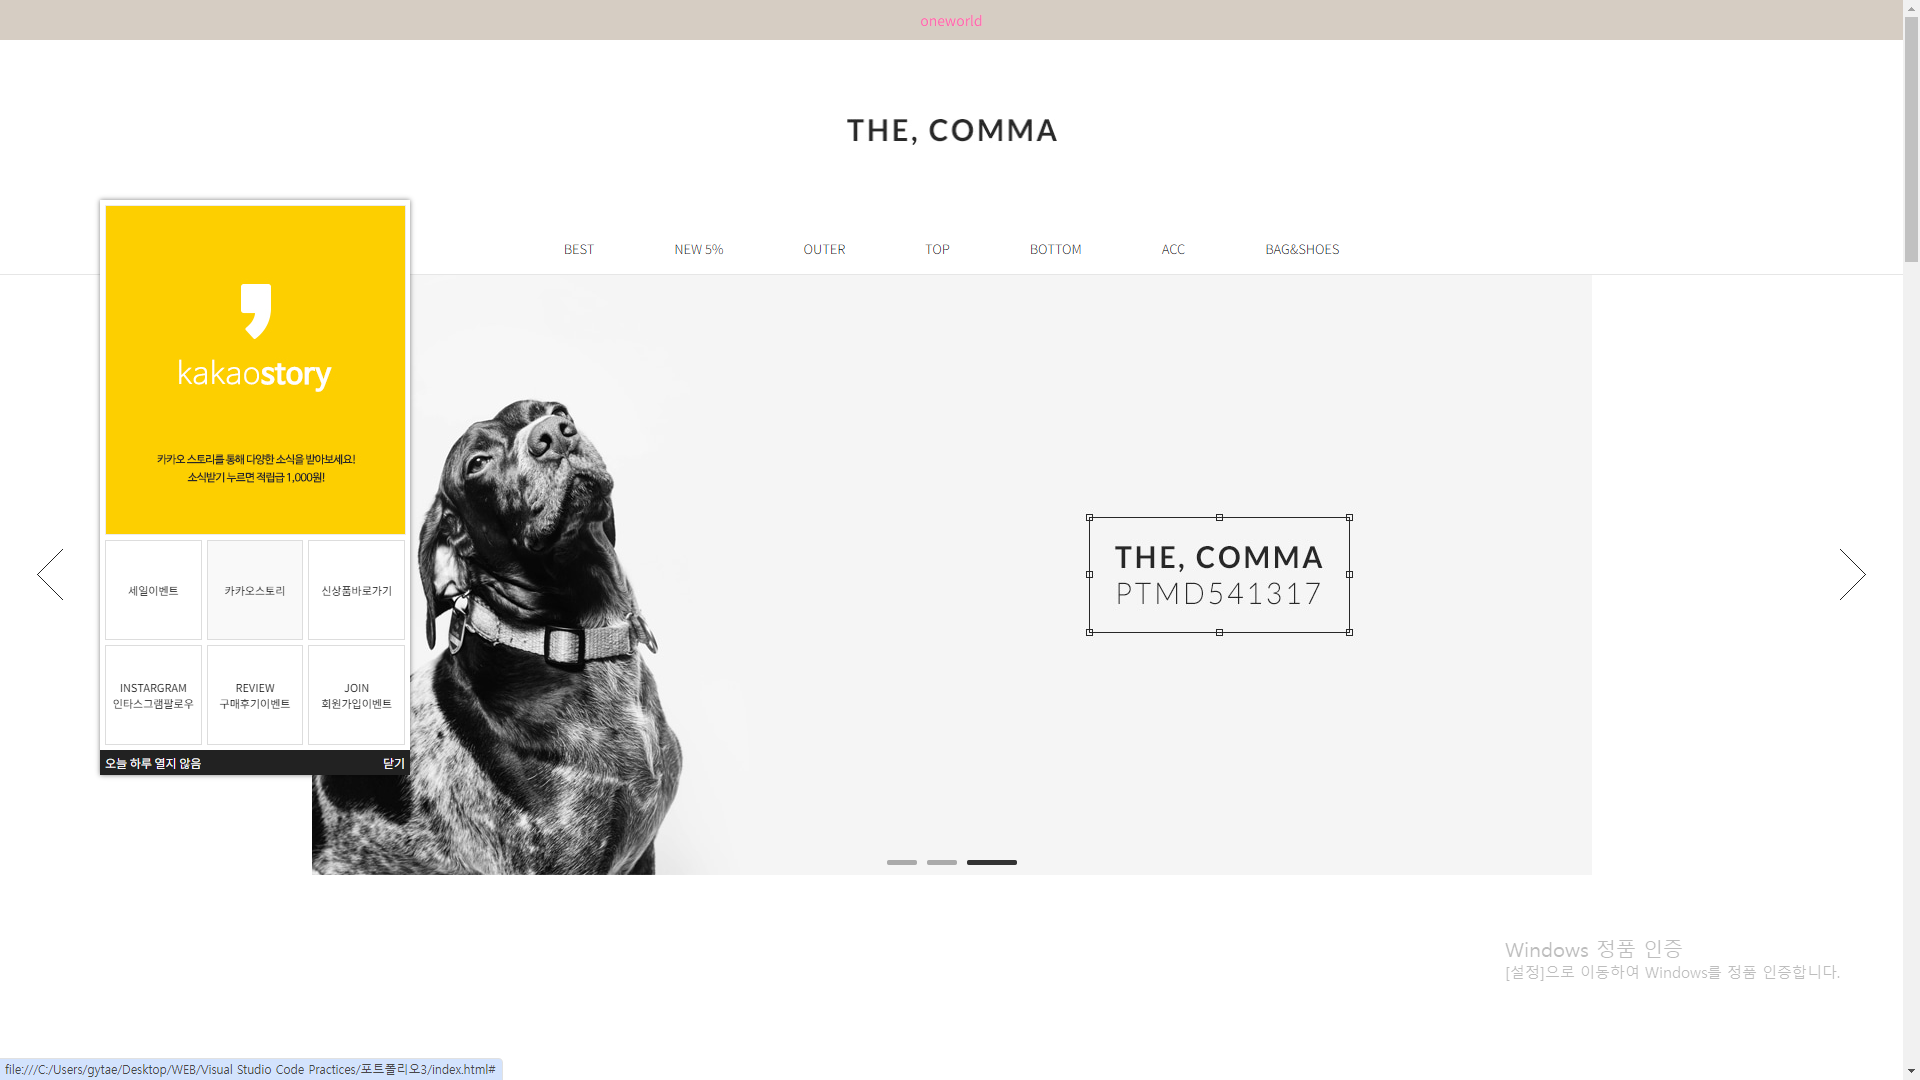 oneworld
THE, COMMA
BEST NEW 5% OUTER TOP BOTTOM ACC BAG&SHOES
kakaostory
카카오 스토리를 통해 다양한 소식을 받아보세요!
소식받기 누르면 적립급 1,000원!
세일이벤트 카카오스토리 신상품바로가기
INSTARGRAM
인타스그램팔로우
REVIEW
구매후기이벤트
JOIN
회원가입이벤트
오늘 하루 열지 않음 닫기
THE, COMMA
PTMD541317
Windows 정품 인증
[설정]으로 이동하여 Windows를 정품 인증합니다.
file:///C:/Users/gytae/Desktop/WEB/Visual Studio Code Practices/포트폴리오3/index.html#